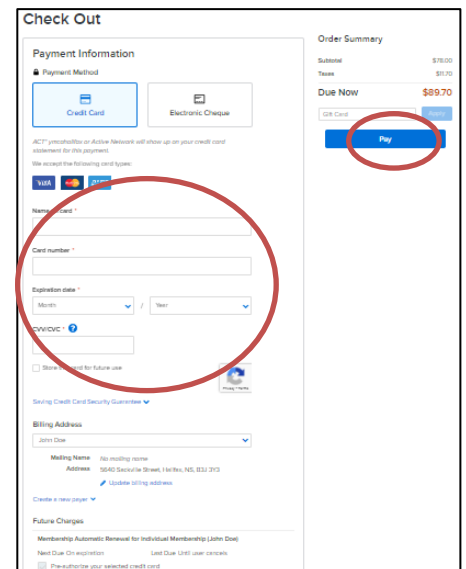 Check Out
Payment Information
Payment Method
Credit Card
Electronic Cheque
ACT* ymcahalifax or Active Network will show up on your credit card
statement for this payment.
We accept the following card types:
VISA
Name on card *
Card number *
Expiration date *
Month / Year
CVV/CVC * ?
Store this card for future use
Saving Credit Card Security Guarantee
Billing Address
John Doe
Mailing Name No mailing name
Address 5640 Sackville Street, Halifax, NS, B3J 3Y3
Update billing address
Create a new payer
Future Charges
Membership Automatic Renewal for Individual Membership (John Doe)
Next Due On expiration Last Due Until user cancels
Pre-authorize your selected credit card
Order Summary
Subtotal $78.00
Taxes $11.70
Due Now $89.70
Gift Card Apply
Pay